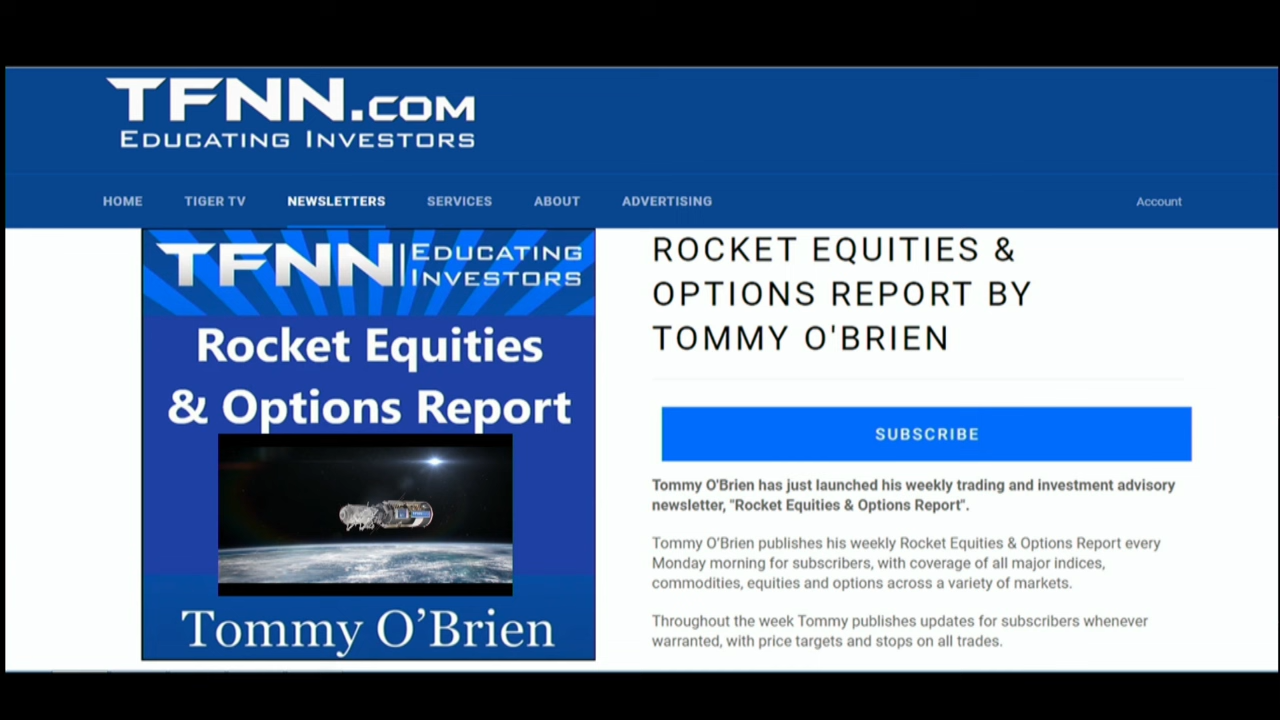 TFNN.COM
EDUCATING INVESTORS
HOME TIGER TV NEWSLETTERS SERVICES ABOUT ADVERTISING Account
TFNN|EDUCATING
INVESTORS
Rocket Equities
& Options Report
Tommy O’Brien
ROCKET EQUITIES &
OPTIONS REPORT BY
TOMMY O'BRIEN
SUBSCRIBE
Tommy O'Brien has just launched his weekly trading and investment advisory
newsletter, "Rocket Equities & Options Report".
Tommy O’Brien publishes his weekly Rocket Equities & Options Report every
Monday morning for subscribers, with coverage of all major indices,
commodities, equities and options across a variety of markets.
Throughout the week Tommy publishes updates for subscribers whenever
warranted, with price targets and stops on all trades.